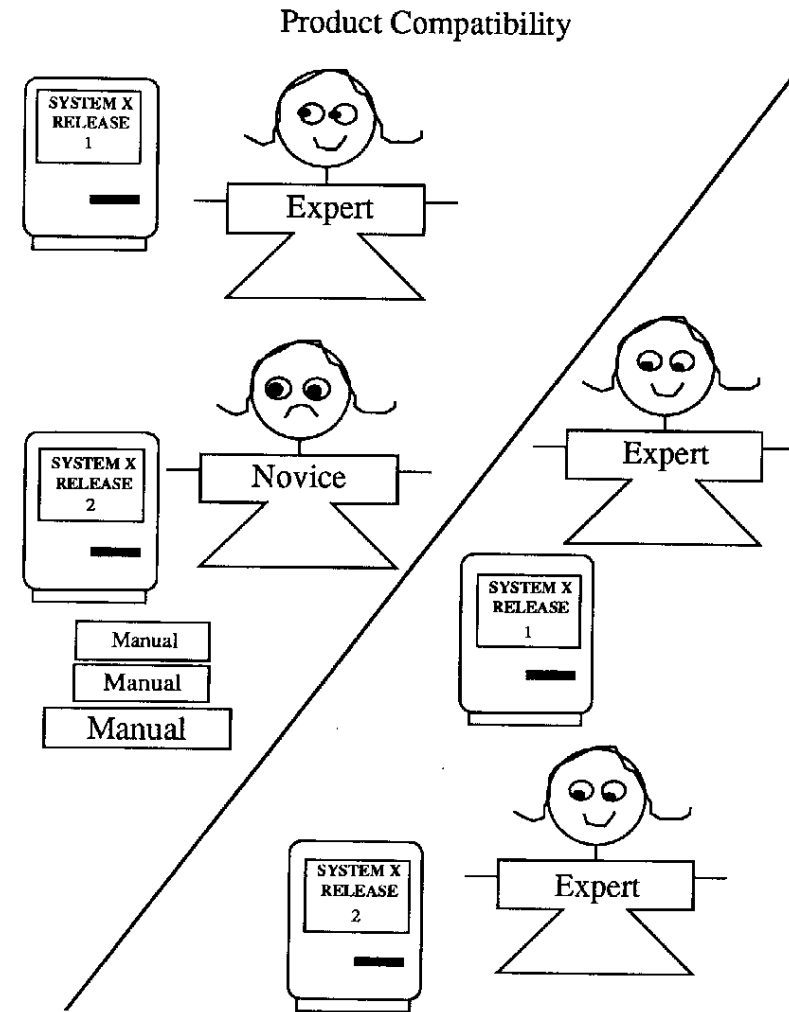 Product Compatibility
SYSTEM X
RELEASE
1
Expert
SYSTEM X
RELEASE
2
Novice
Manual
Manual
Manual
Expert
SYSTEM X
RELEASE
1
SYSTEM X
RELEASE
2
Expert